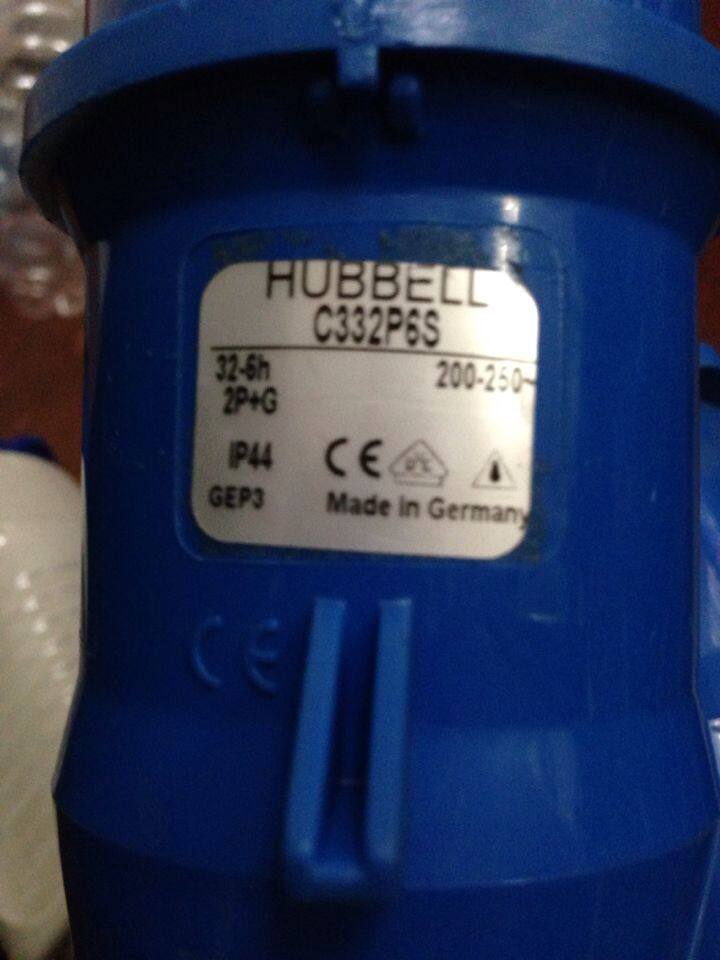 HUBBELL
C332P6S
32-6h 200-250~
2P+G
IP44 CE
GEP3 Made in Germany
CE